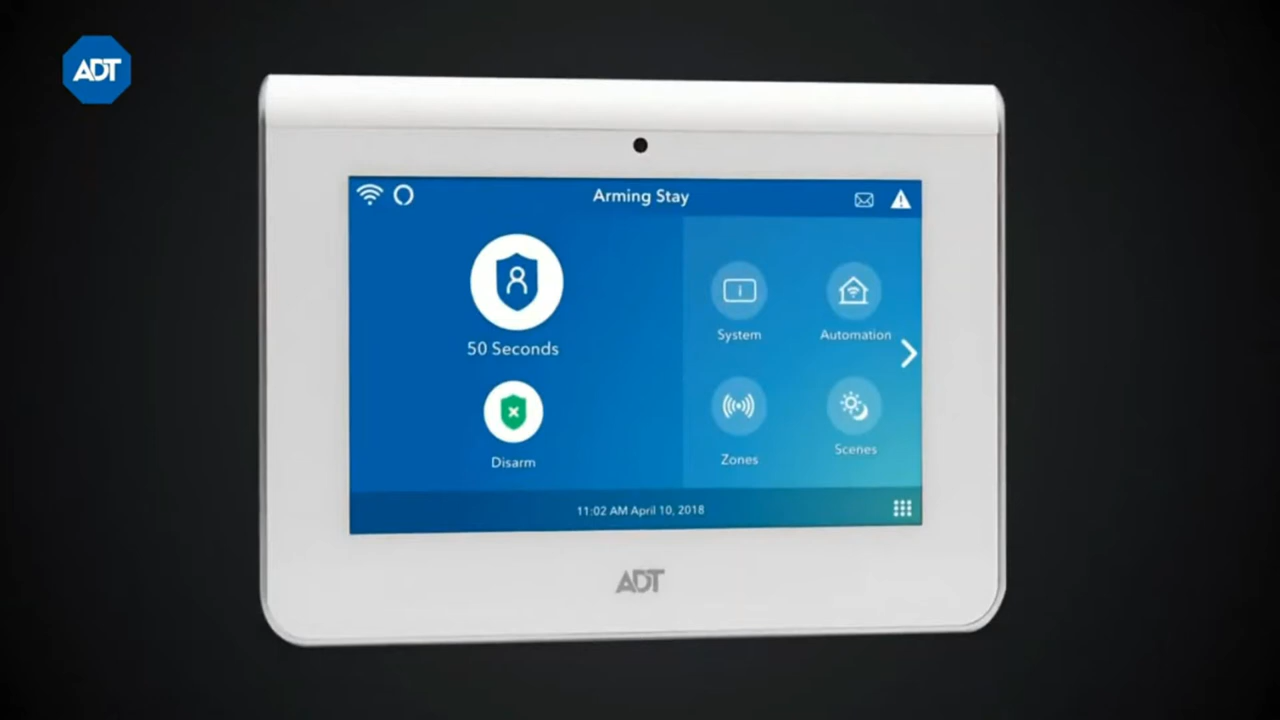 ADT
Arming Stay
50 Seconds
Disarm
System
Automation
Zones
Scenes
11:02 AM April 10, 2018
ADT